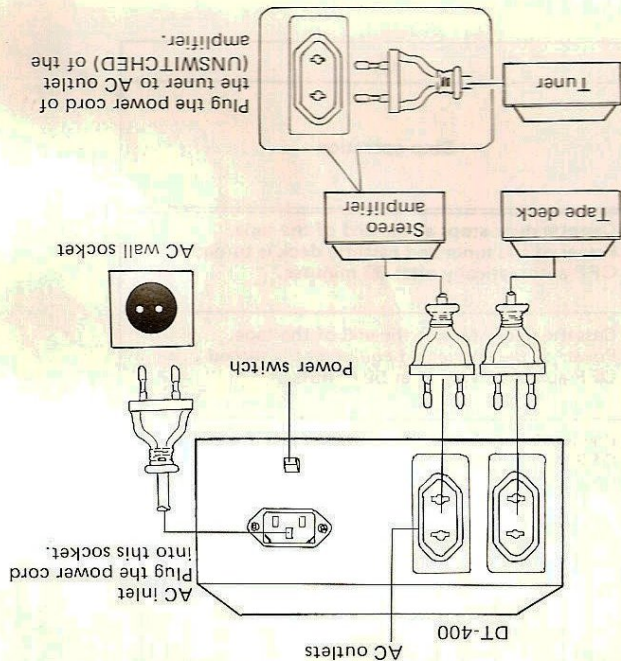 AC outlets
DT-400
AC inlet
Plug the power cord
into this socket.
Power switch
AC wall socket
Tape deck
Stereo
amplifier
Tuner
Plug the power cord of
the tuner to AC outlet
(UNSWITCHED) of the
amplifier.